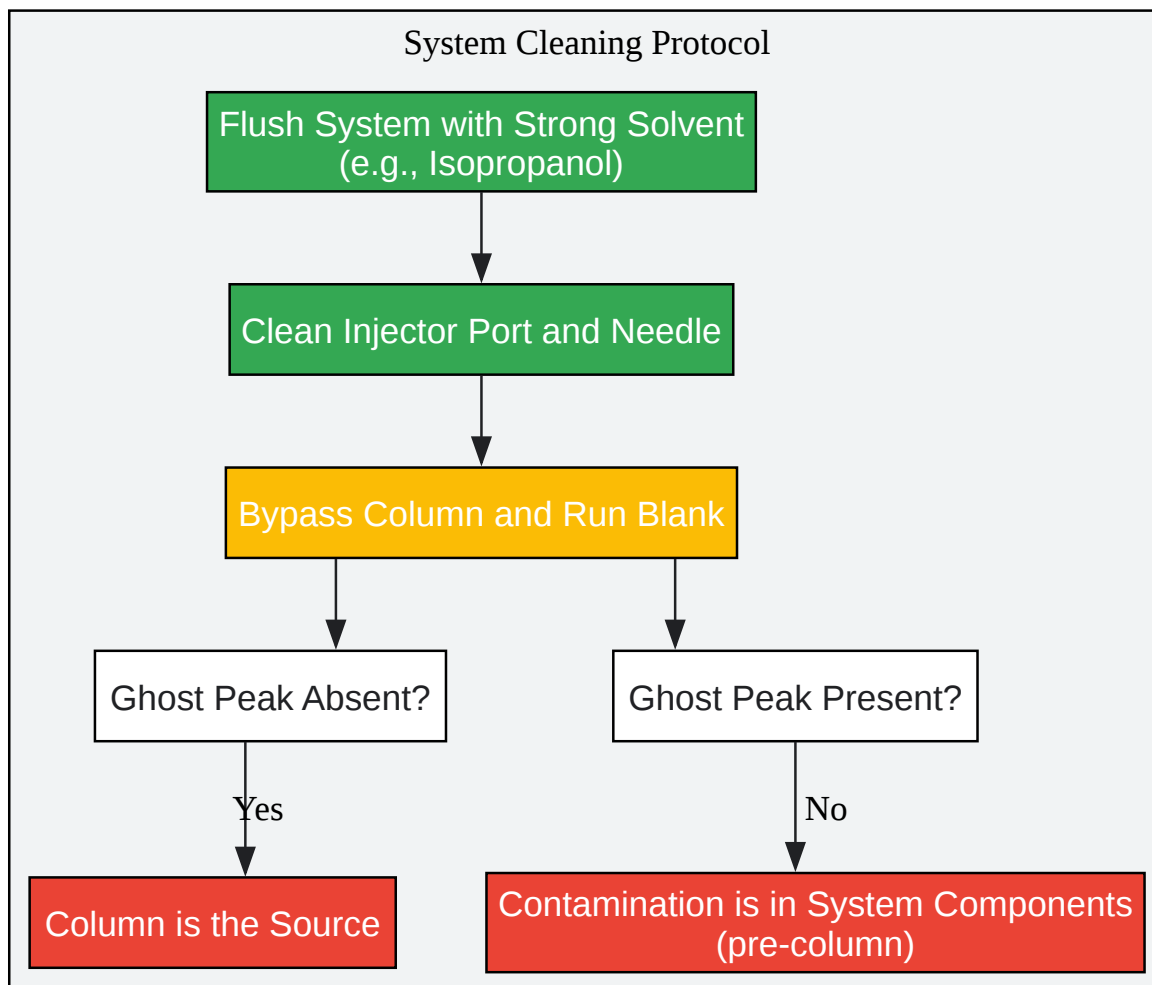 System Cleaning Protocol
Flush System with Strong Solvent
(e.g., Isopropanol)
Clean Injector Port and Needle
Bypass Column and Run Blank
Ghost Peak Absent?
Ghost Peak Present?
Yes
No
Column is the Source
Contamination is in System Components
(pre-column)